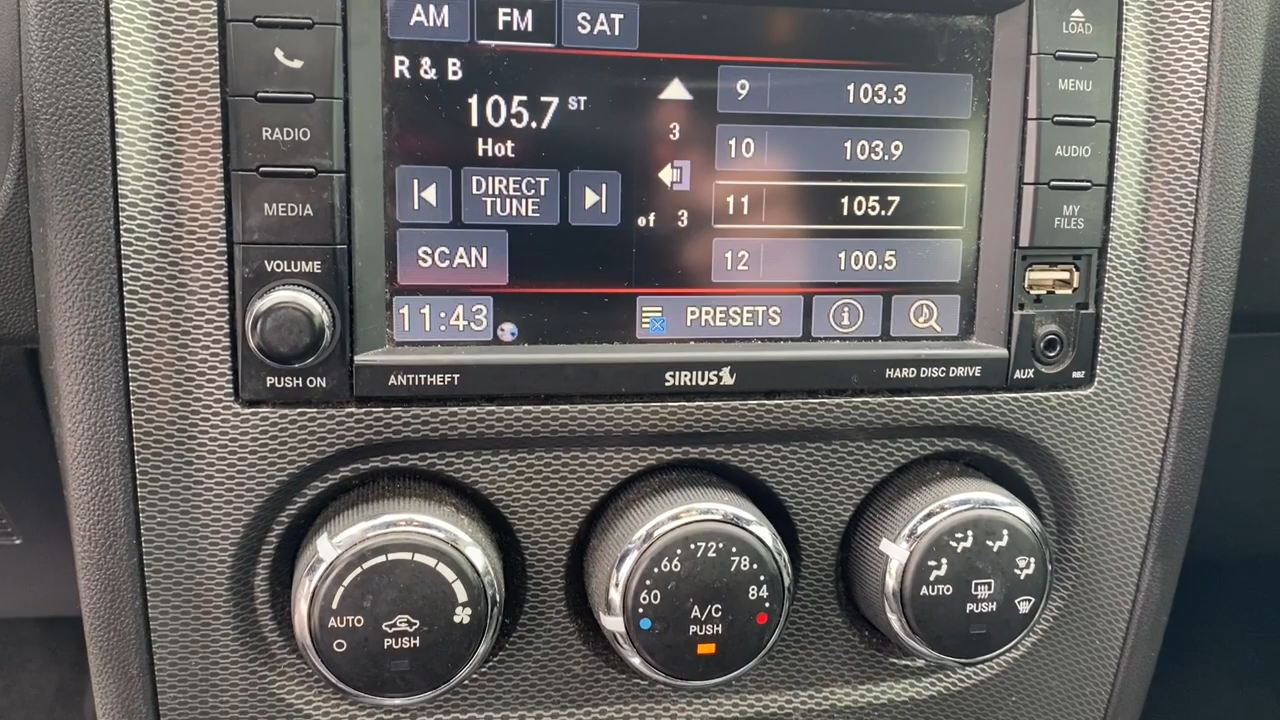 AM FM SAT
LOAD
R & B
105.7 ST
Hot
DIRECT
TUNE
SCAN
11:43
3
of 3
9 103.3
10 103.9
11 105.7
12 100.5
PRESETS
i
RADIO
MEDIA
VOLUME
PUSH ON
MENU
AUDIO
MY
FILES
AUX
RBZ
ANTITHEFT
SIRIUS
HARD DISC DRIVE
AUTO
PUSH
60 66 72 78 84
A/C
PUSH
AUTO
PUSH